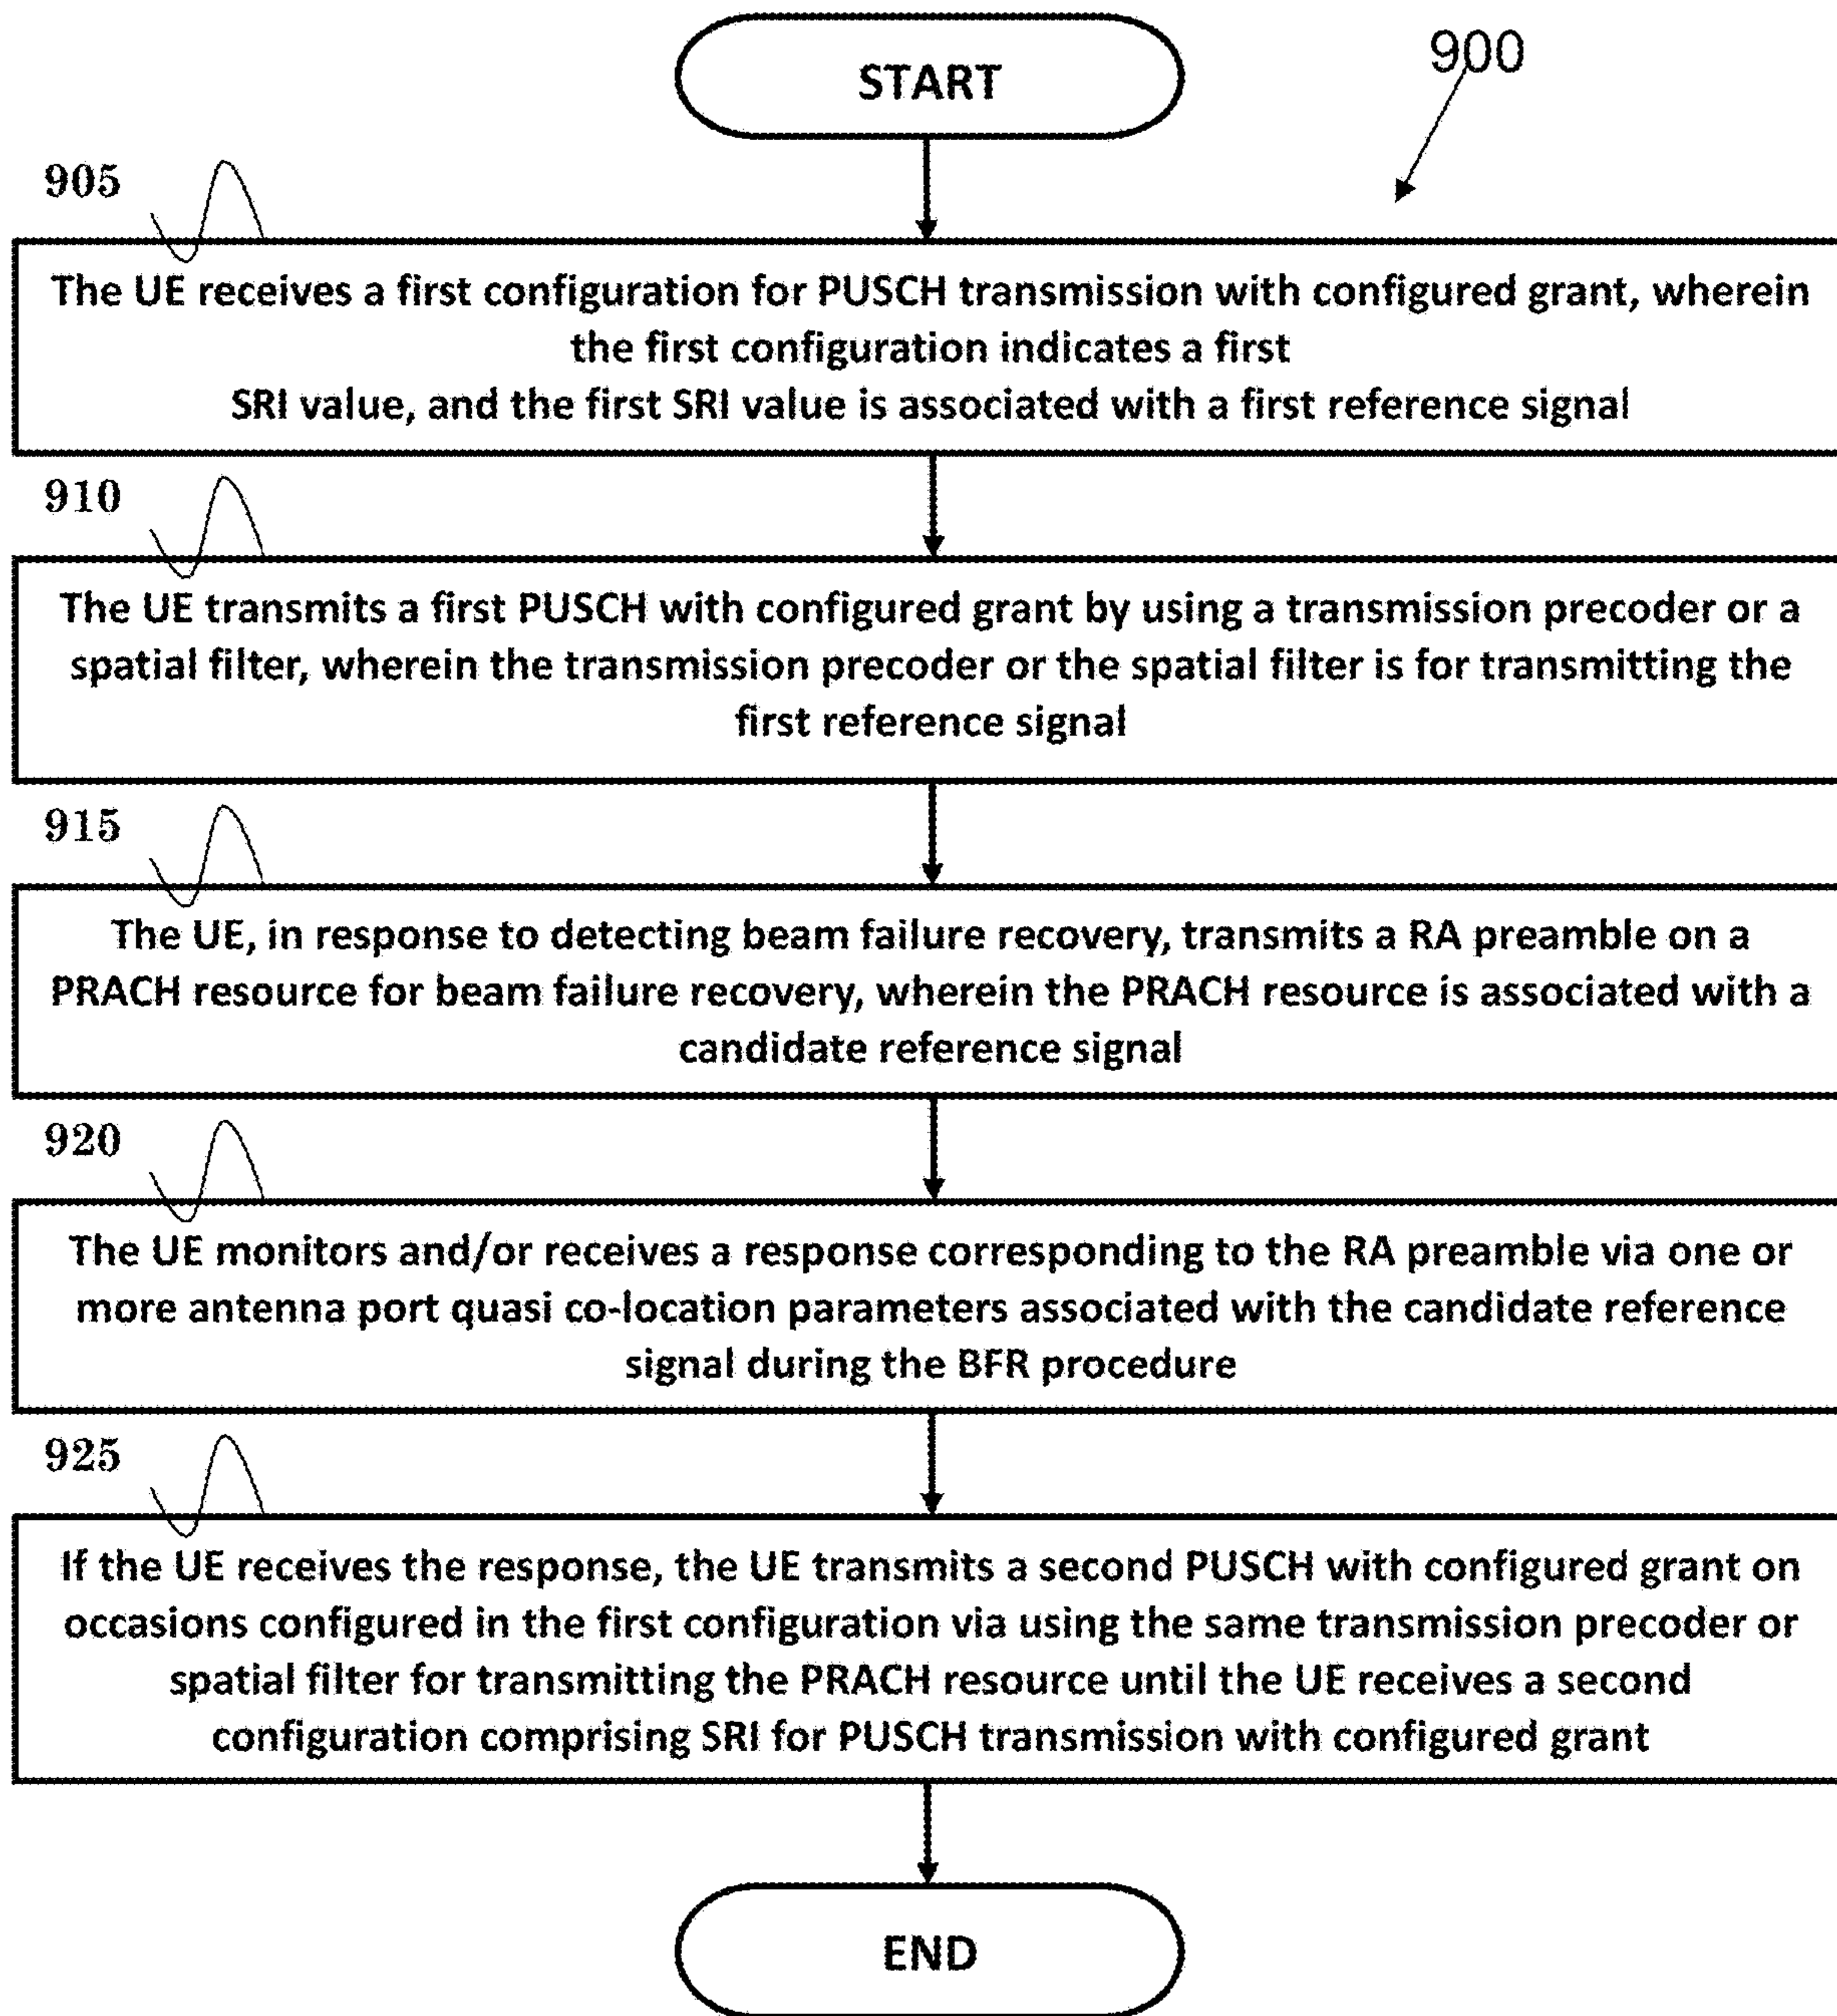 START
900
905
The UE receives a first configuration for PUSCH transmission with configured grant, wherein
the first configuration indicates a first
SRI value, and the first SRI value is associated with a first reference signal
910
The UE transmits a first PUSCH with configured grant by using a transmission precoder or a
spatial filter, wherein the transmission precoder or the spatial filter is for transmitting the
first reference signal
915
The UE, in response to detecting beam failure recovery, transmits a RA preamble on a
PRACH resource for beam failure recovery, wherein the PRACH resource is associated with a
candidate reference signal
920
The UE monitors and/or receives a response corresponding to the RA preamble via one or
more antenna port quasi co-location parameters associated with the candidate reference
signal during the BFR procedure
925
If the UE receives the response, the UE transmits a second PUSCH with configured grant on
occasions configured in the first configuration via using the same transmission precoder or
spatial filter for transmitting the PRACH resource until the UE receives a second
configuration comprising SRI for PUSCH transmission with configured grant
END